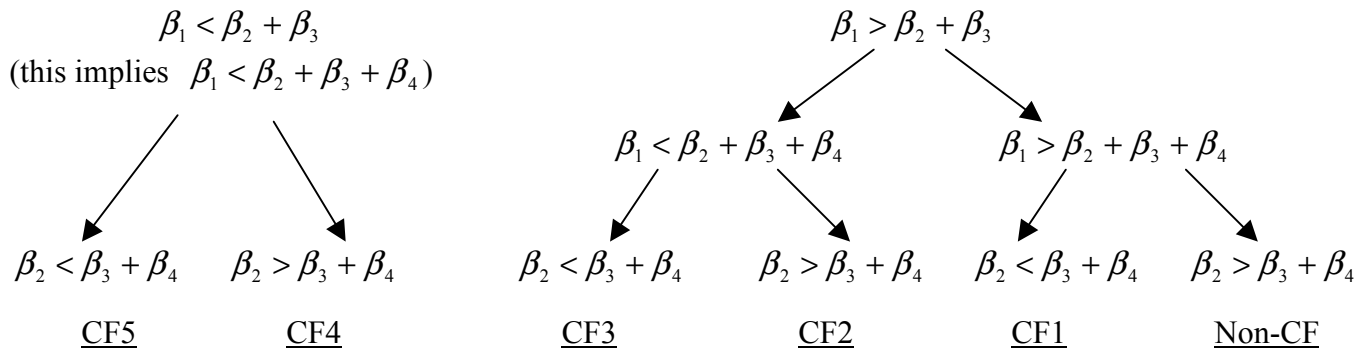 β₁ < β₂ + β₃
(this implies β₁ < β₂ + β₃ + β₄)
β₁ > β₂ + β₃
β₁ < β₂ + β₃ + β₄
β₁ > β₂ + β₃ + β₄
β₂ < β₃ + β₄
β₂ > β₃ + β₄
β₂ < β₃ + β₄
β₂ > β₃ + β₄
β₂ < β₃ + β₄
β₂ > β₃ + β₄
CF5
CF4
CF3
CF2
CF1
Non-CF